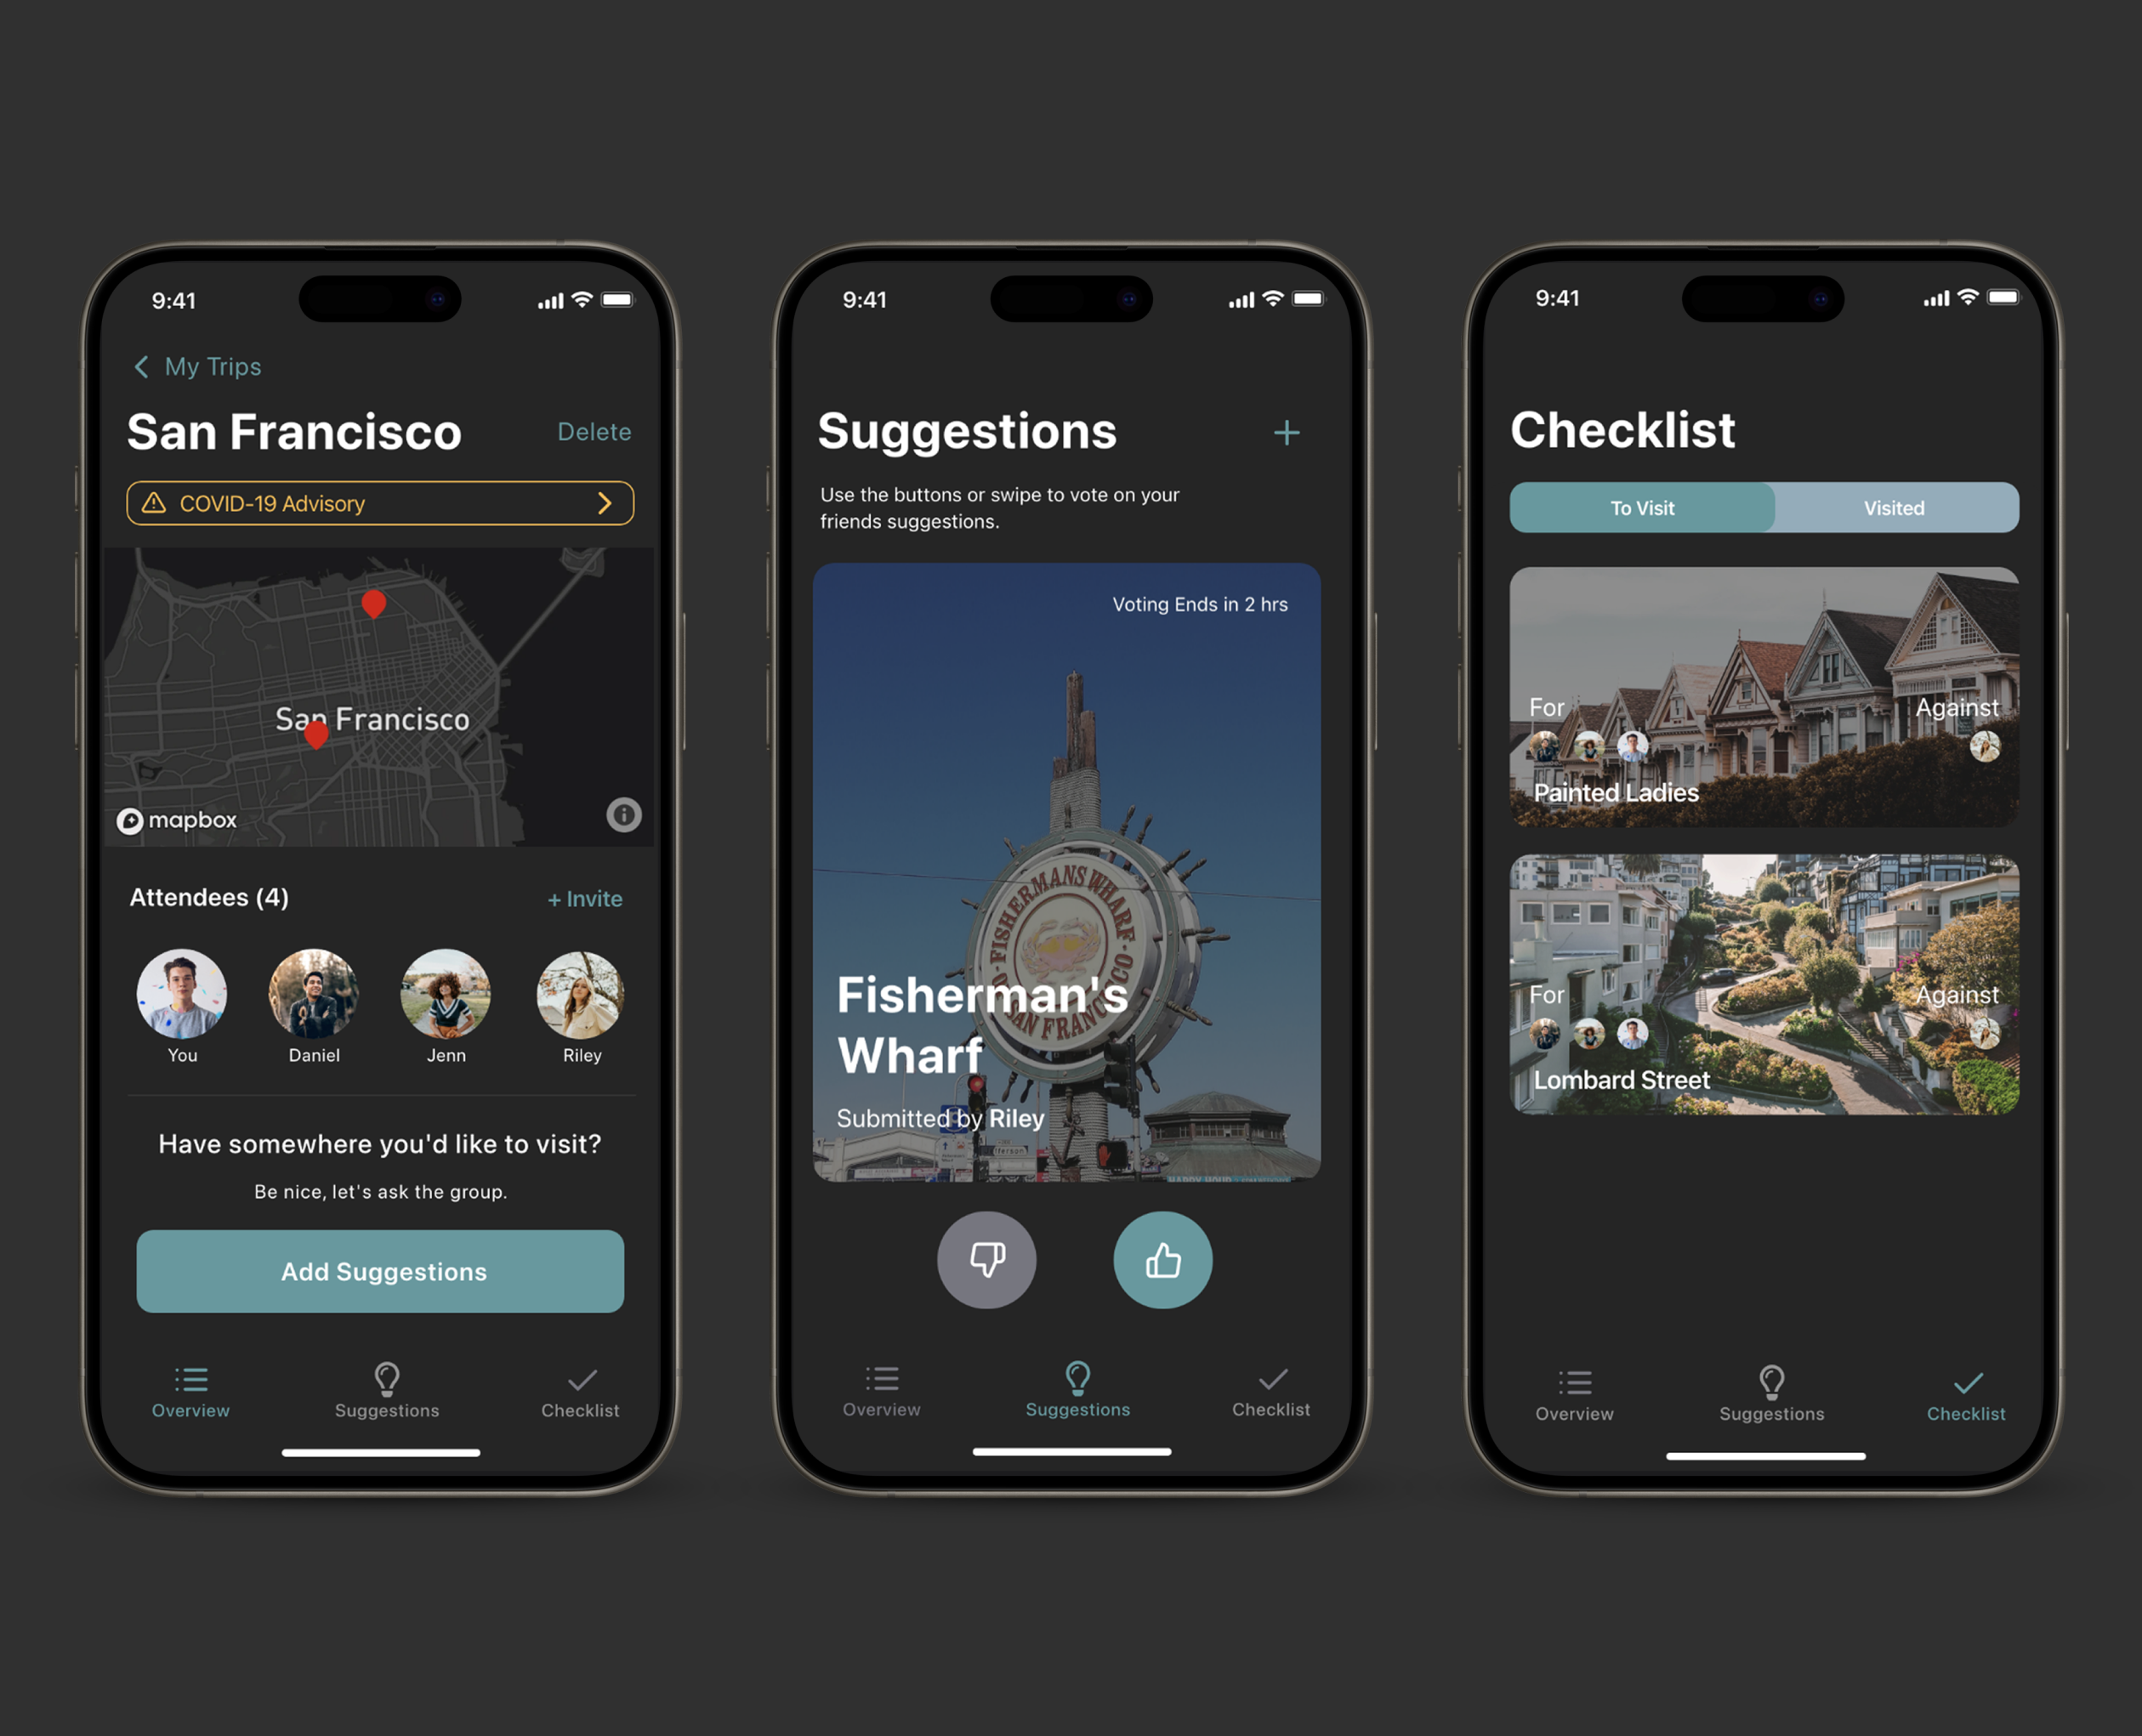 9:41
My Trips
San Francisco
Delete
COVID-19 Advisory
San Francisco
mapbox
Attendees (4)
+ Invite
You
Daniel
Jenn
Riley
Have somewhere you'd like to visit?
Be nice, let's ask the group.
Add Suggestions
Overview
Suggestions
Checklist
9:41
Suggestions
+
Use the buttons or swipe to vote on your
friends suggestions.
Voting Ends in 2 hrs
FISHERMANS WHARF
SAN FRANCISCO
Fisherman's
Wharf
Submitted by Riley
Overview
Suggestions
Checklist
9:41
Checklist
To Visit
Visited
For
Against
Painted Ladies
For
Against
Lombard Street
Overview
Suggestions
Checklist